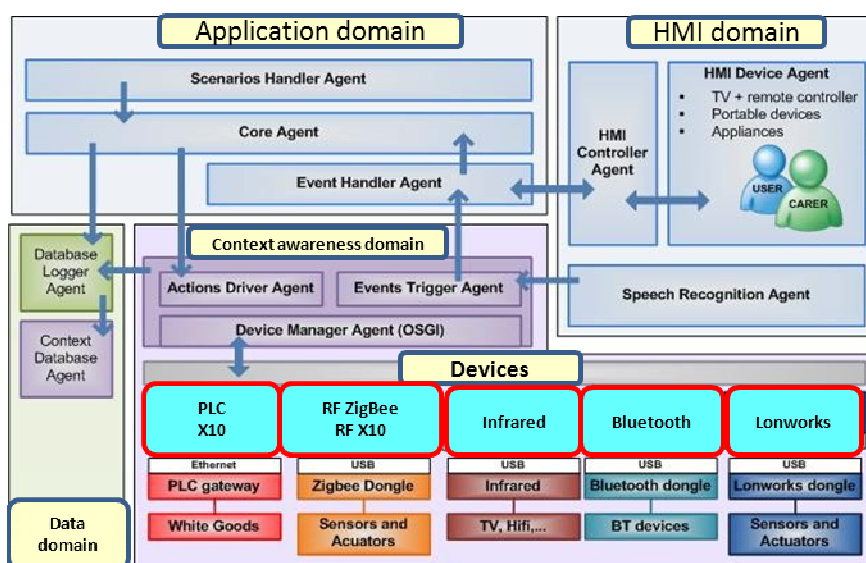 Application domain
HMI domain
Scenarios Handler Agent
Core Agent
Event Handler Agent
HMI
Controller
Agent
HMI Device Agent
• TV + remote controller
• Portable devices
• Appliances
USER
CARER
Speech Recognition Agent
Context awareness domain
Database
Logger
Agent
Actions Driver Agent
Events Trigger Agent
Device Manager Agent (OSGI)
Context
Database
Agent
Devices
PLC
X10
RF ZigBee
RF X10
Infrared
Bluetooth
Lonworks
Ethernet
USB
USB
USB
USB
PLC gateway
Zigbee Dongle
Infrared
Bluetooth dongle
Lonworks dongle
White Goods
Sensors and
Acuators
TV, Hifi,...
BT devices
Sensors and
Actuators
Data
domain